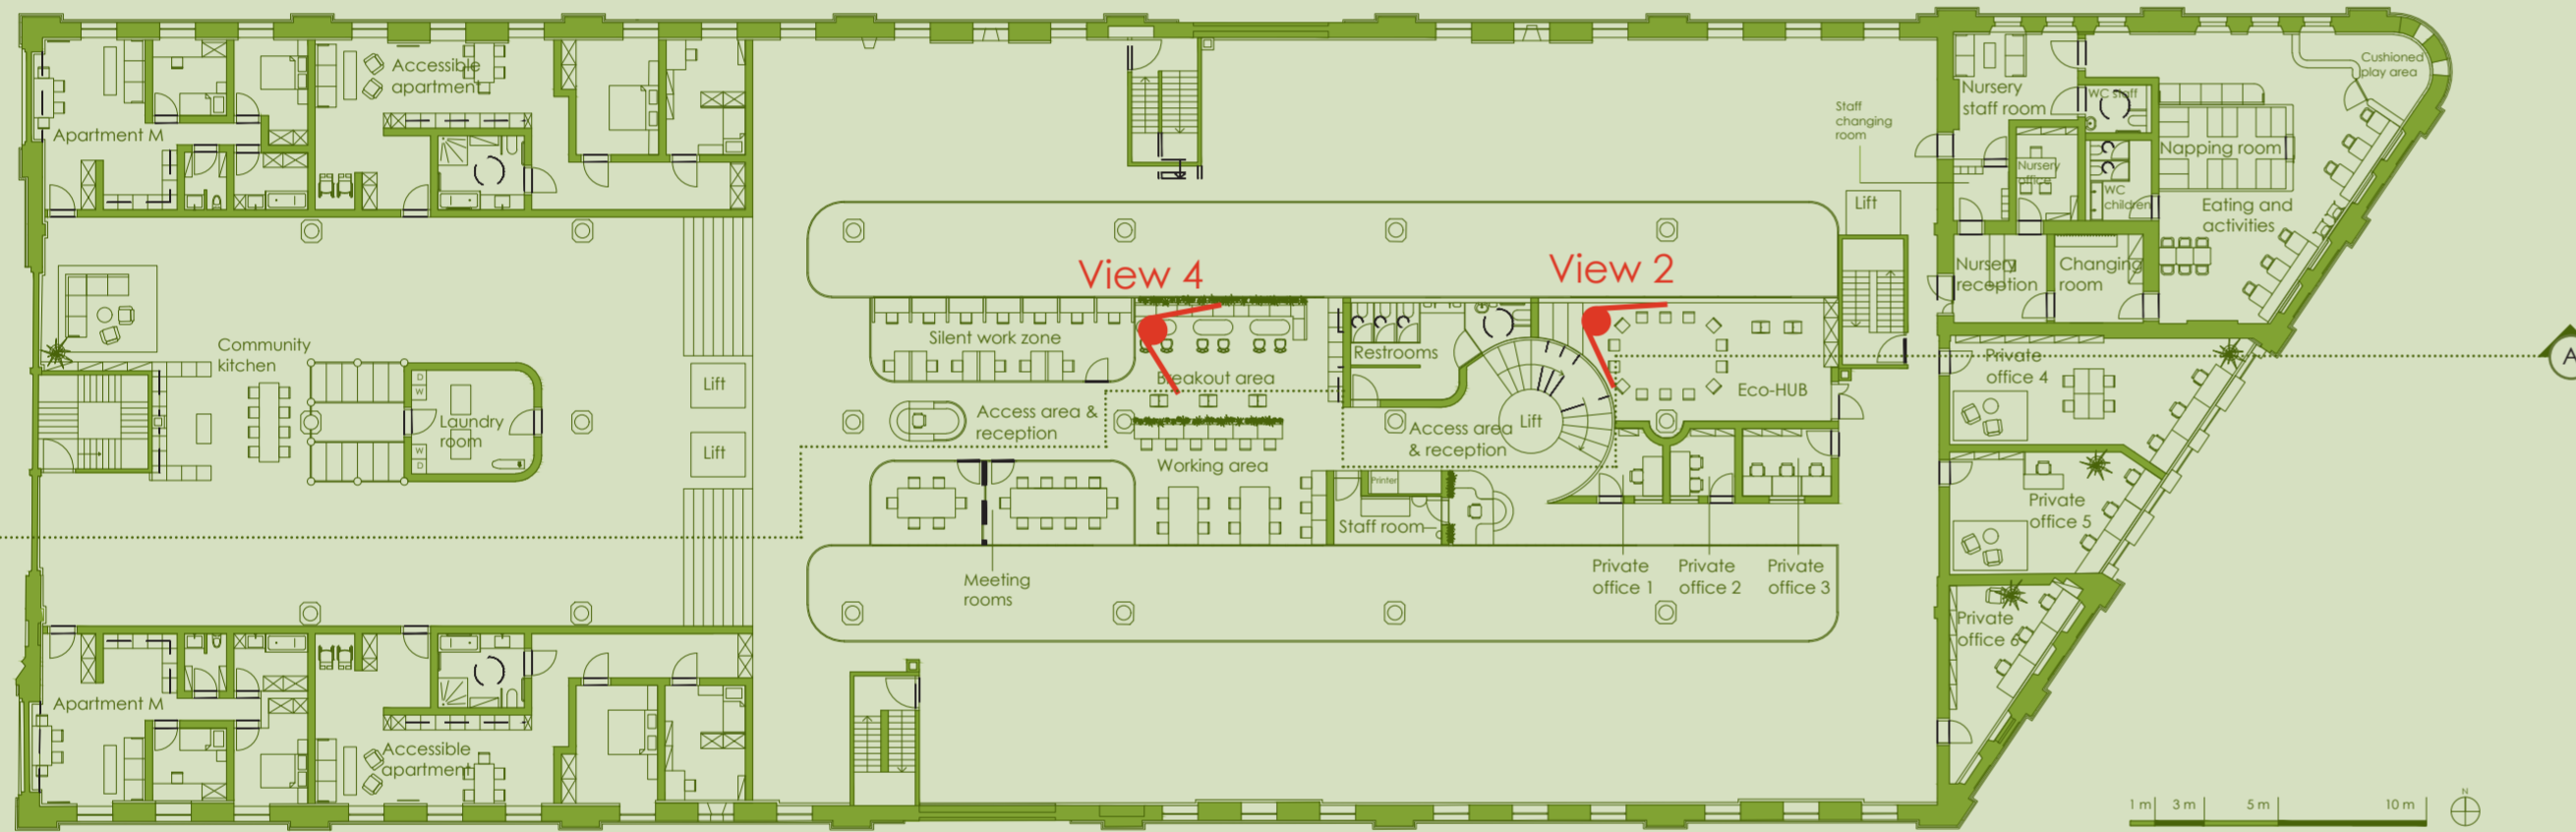 Apartment M
Accessible
apartment
Community
kitchen
D
W
Laundry
room
W
D
Lift
Lift
Apartment M
Accessible
apartment
View 4
View 2
Silent work zone
Breakout area
Access area &
reception
Working area
Meeting
rooms
Restrooms
Access area
& reception
Lift
Printer
Staff room
Eco-HUB
Private
office 1
Private
office 2
Private
office 3
Lift
Staff
changing
room
Nursery
staff room
WC staff
Nursery
office
WC
children
Napping room
Cushioned
play area
Eating and
activities
Nursery
reception
Changing
room
Private
office 4
Private
office 5
Private
office 6
A
1 m
3 m
5 m
10 m
N